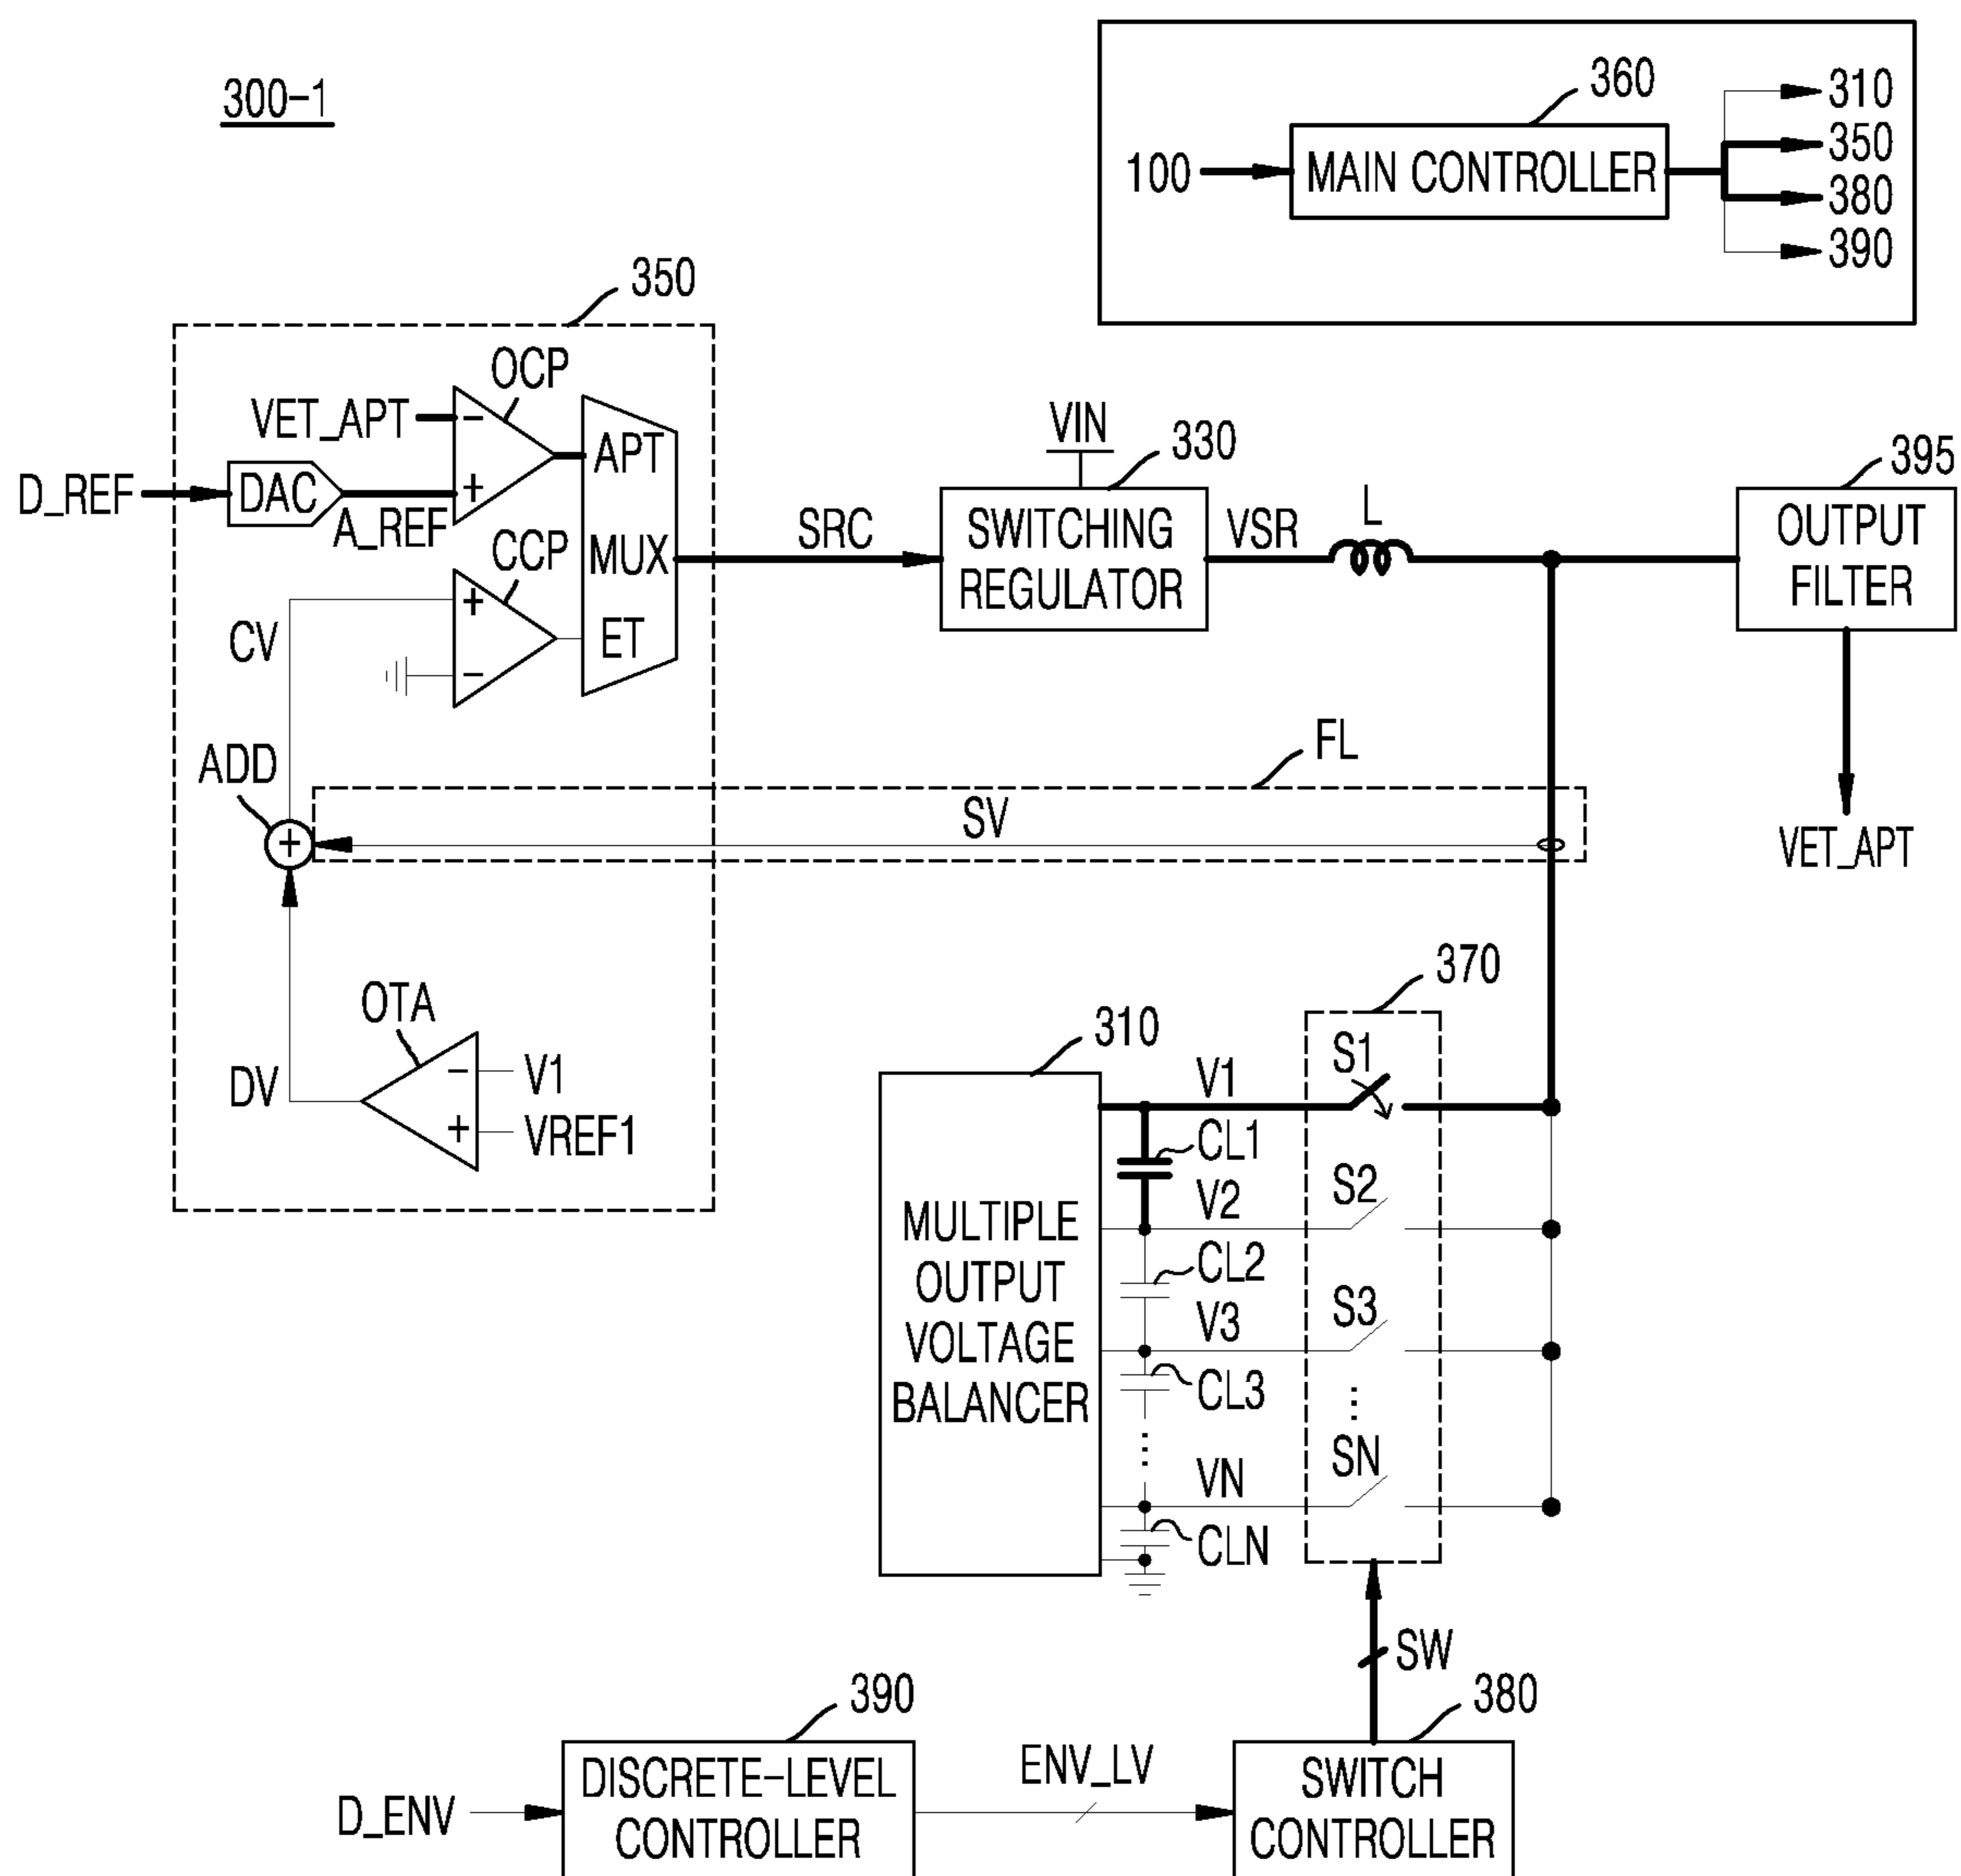 300-1
360
100
MAIN CONTROLLER
310
350
380
390
350
OCP
VET_APT
−
+
D_REF
DAC
A_REF
CCP
+
−
CV
APT
MUX
ET
SRC
VIN
330
SWITCHING
REGULATOR
VSR
L
395
OUTPUT
FILTER
VET_APT
FL
ADD
+
SV
OTA
DV
−
+
V1
VREF1
310
MULTIPLE
OUTPUT
VOLTAGE
BALANCER
370
V1
S1
CL1
V2
S2
CL2
V3
S3
CL3
VN
SN
CLN
SW
390
DISCRETE-LEVEL
CONTROLLER
D_ENV
ENV_LV
380
SWITCH
CONTROLLER